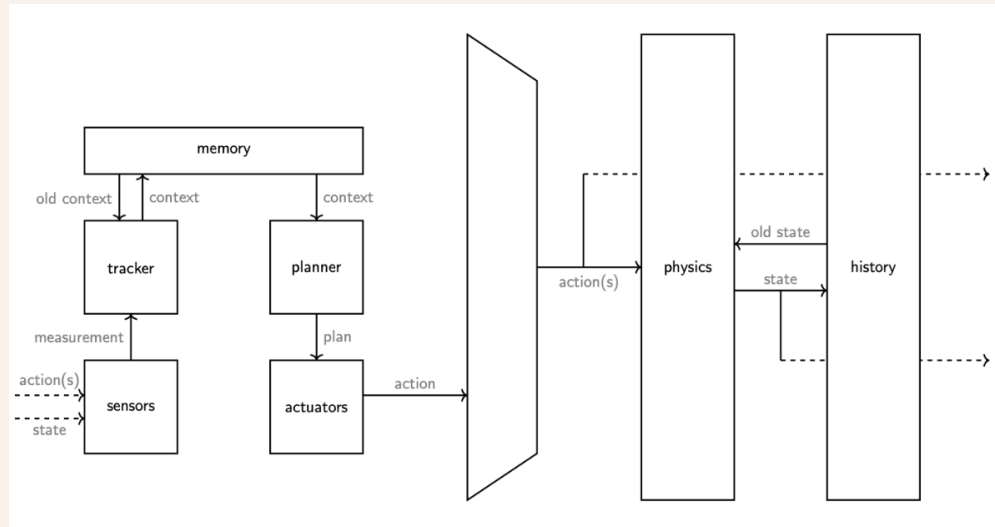 memory
old context
context
context
tracker
planner
measurement
plan
action(s)
sensors
state
actuators
action
action(s)
physics
old state
state
history